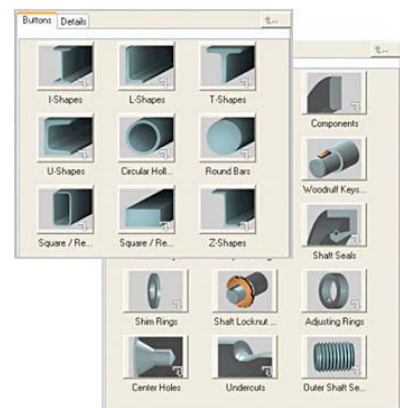 Buttons Details
I-Shapes L-Shapes T-Shapes
U-Shapes Circular Holl... Round Bars
Square / Re... Square / Re... Z-Shapes
Components
Woodruff Keys...
Shaft Seals
Shim Rings Shaft Locknut ... Adjusting Rings
Center Holes Undercuts Outer Shaft Se...